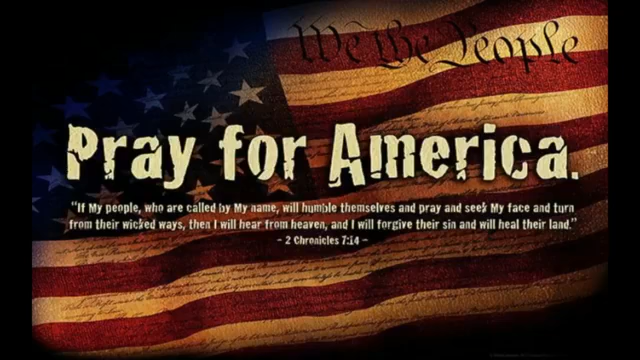 We the People
Pray for America.
"If My people, who are called by My name, will humble themselves and pray and seek My face and turn
from their wicked ways, then I will hear from heaven, and I will forgive their sin and will heal their land."
- 2 Chronicles 7:14 -